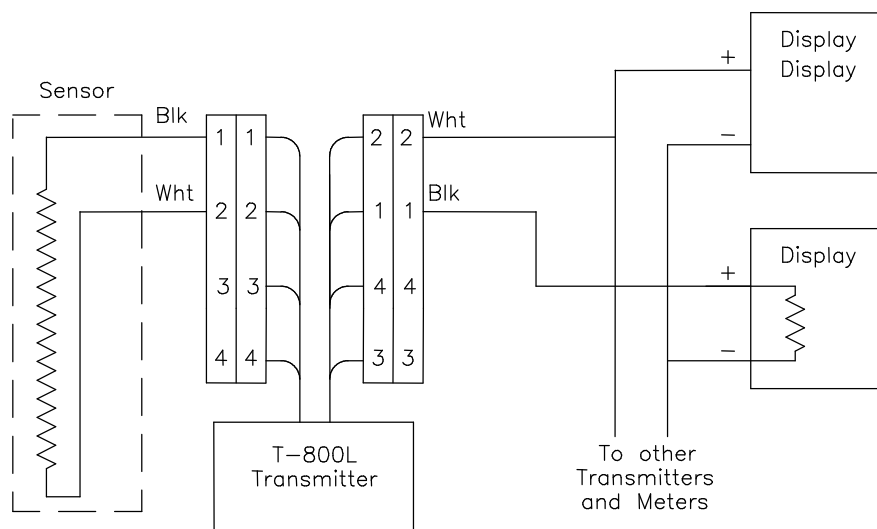 Sensor
Blk
Wht
1 1
2 2
3 3
4 4
2 2
1 1
4 4
3 3
Wht
Blk
T-800L
Transmitter
+
Display
Display
−
Display
+
−
To other
Transmitters
and Meters